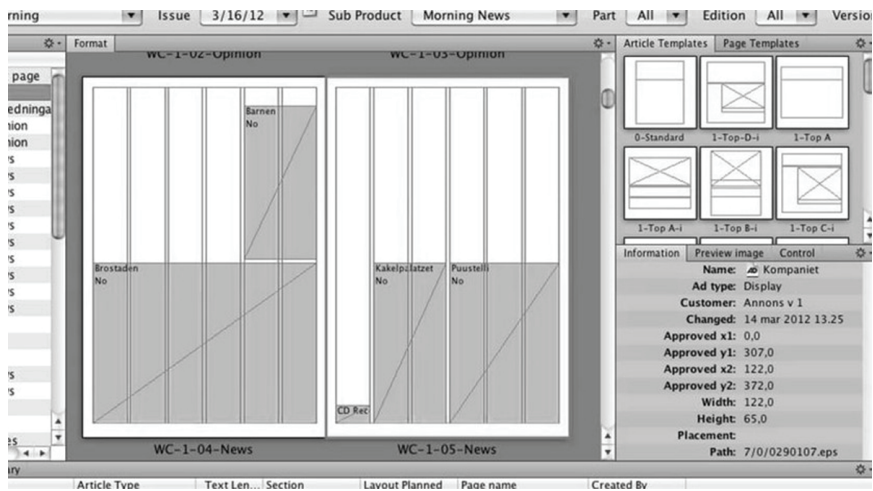 rning Issue 3/16/12 Sub Product Morning News Part All Edition All Versio
Format
Article Templates Page Templates
page
edninga
nion
nion
WC-1-02-Opinion WC-1-03-Opinion
Barnen
No
Brostaden
No
WC-1-04-News
Kakelpalatzet
No
Puustelli
No
CD Rec
WC-1-05-News
0-Standard 1-Top-D-i 1-Top A
1-Top A-i 1-Top B-i 1-Top C-i
Information Preview image Control
Name: AD Kompaniet
Ad type: Display
Customer: Annons v 1
Changed: 14 mar 2012 13.25
Approved x1: 0,0
Approved y1: 307,0
Approved x2: 122,0
Approved y2: 372,0
Width: 122,0
Height: 65,0
Placement:
Path: 7/0/0290107.eps
ary
Article Type Text Len... Section Layout Planned Page name Created By